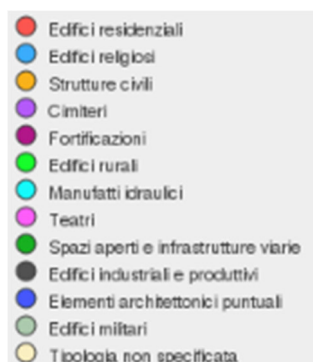 Edifici residenziali
Edifici religiosi
Strutture civili
Cimiteri
Fortificazioni
Edifici rurali
Manufatti idraulici
Teatri
Spazi aperti e infrastrutture viarie
Edifici industriali e produttivi
Elementi architettonici puntuali
Edifici militari
Tipologia non specificata